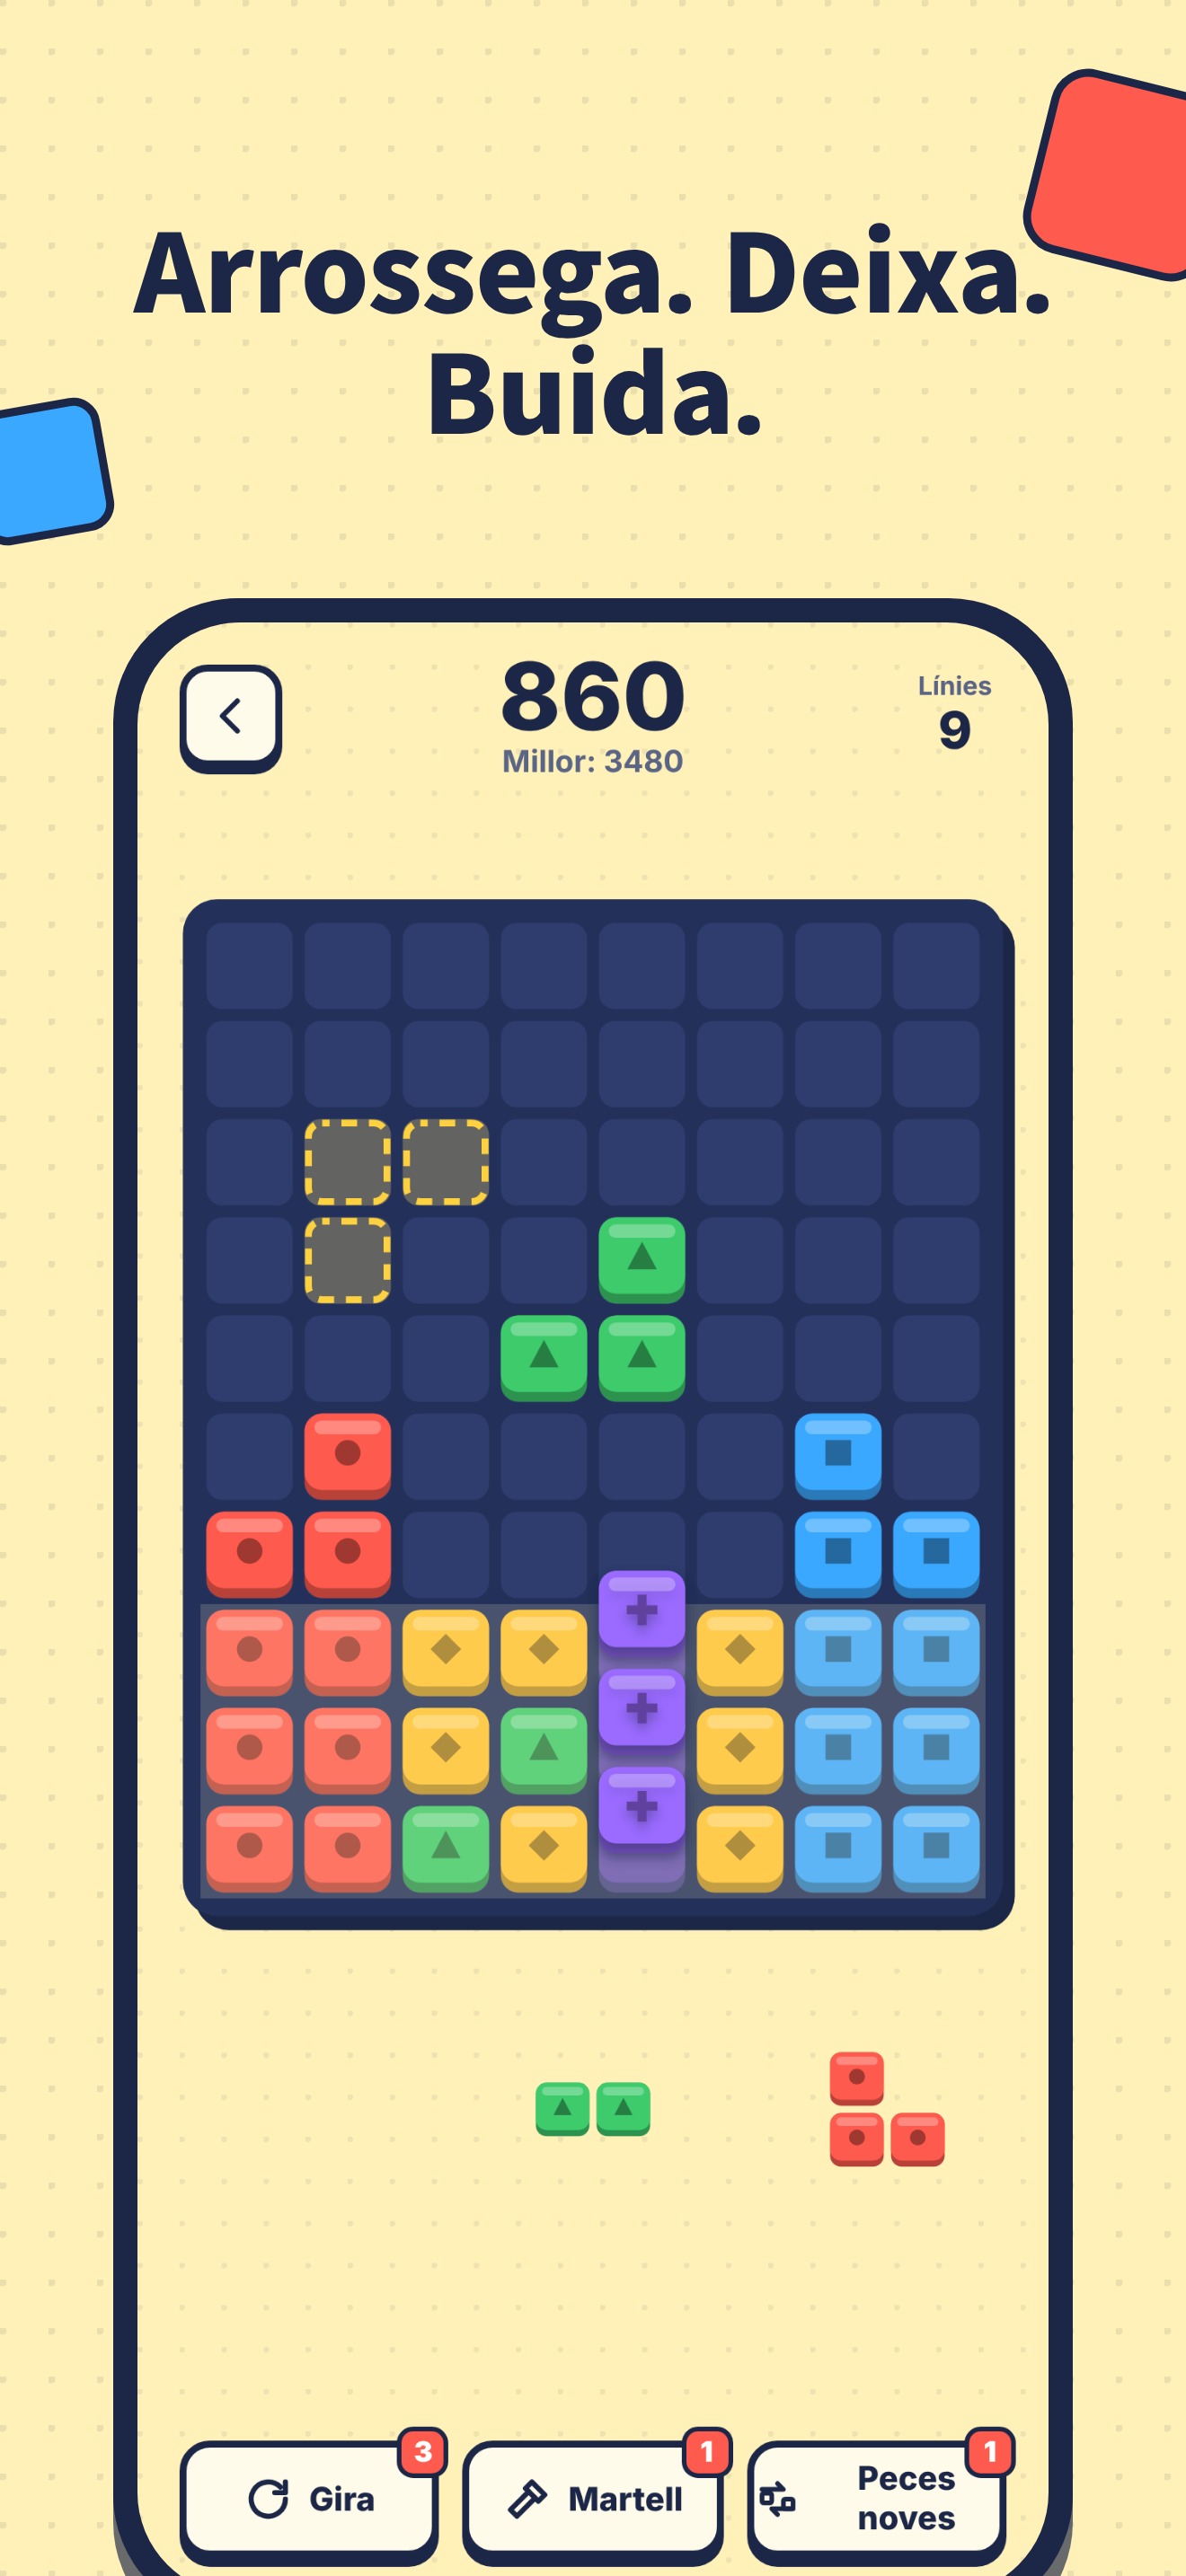 Arrossega. Deixa.
Buida.
860
Millor: 3480
Línies
9
3
Gira
1
Martell
1
Peces
noves